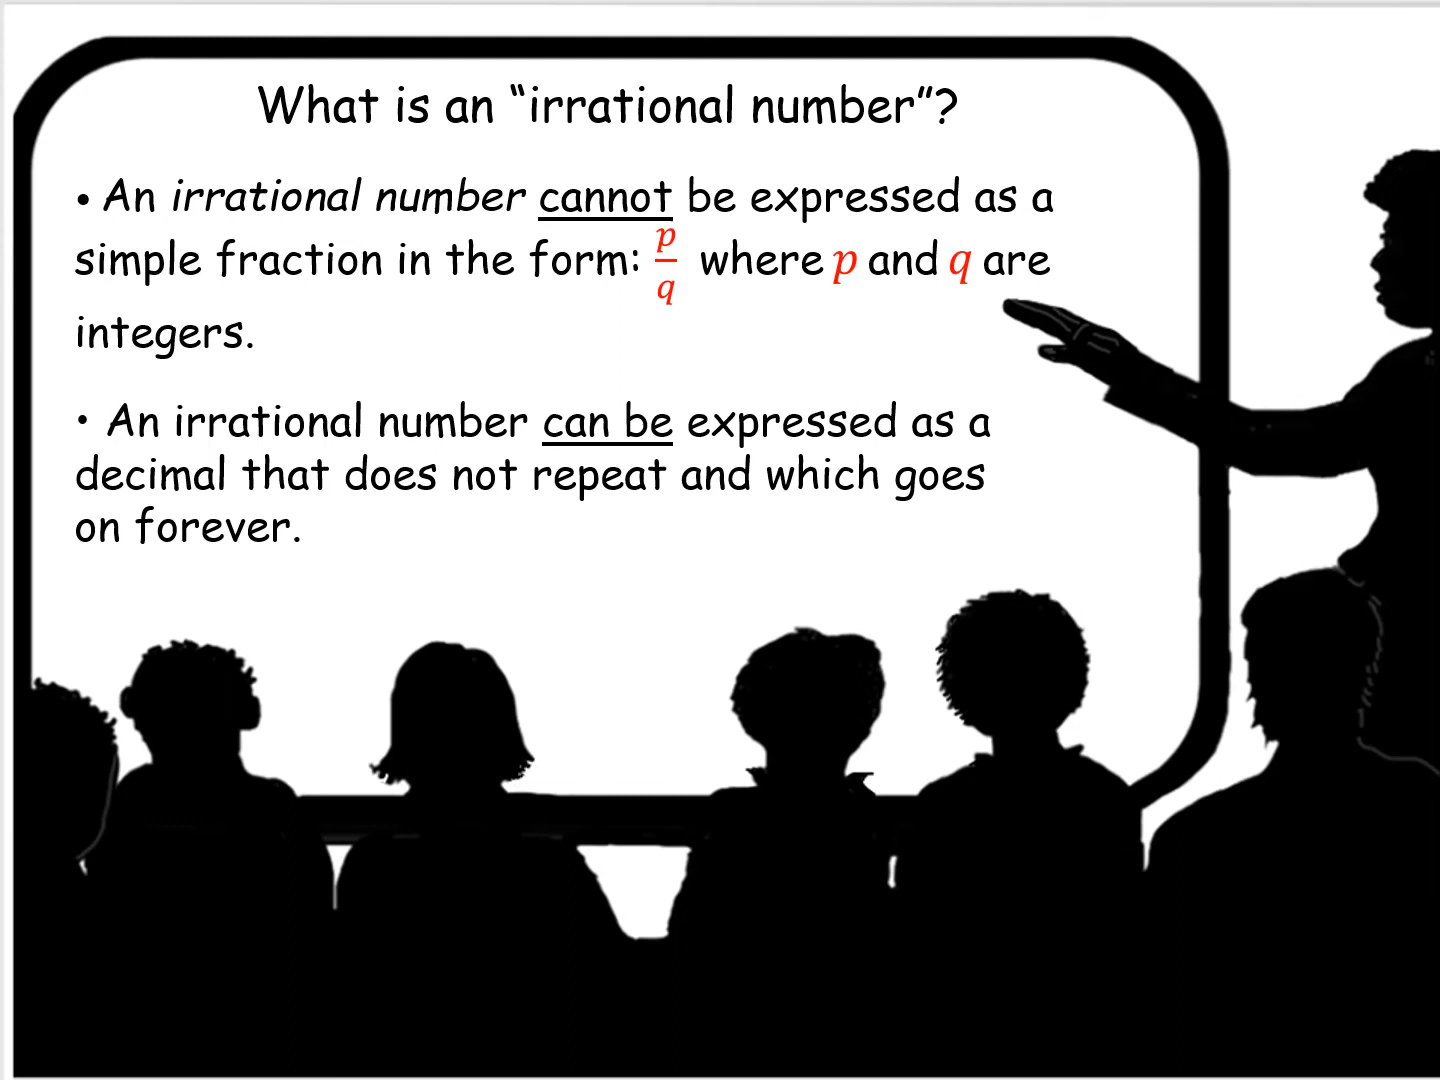 What is an “irrational number”?
• An irrational number cannot be expressed as a
simple fraction in the form: p/q where p and q are
integers.
• An irrational number can be expressed as a
decimal that does not repeat and which goes
on forever.